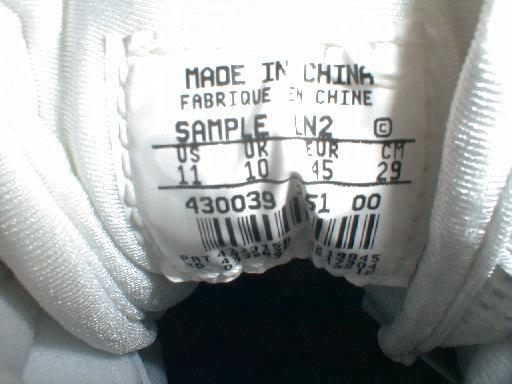 MADE IN CHINA
FABRIQUE EN CHINE
SAMPLE LN2 ©
US UK EUR CM
11 10 45 29
430039 51 00
PAT